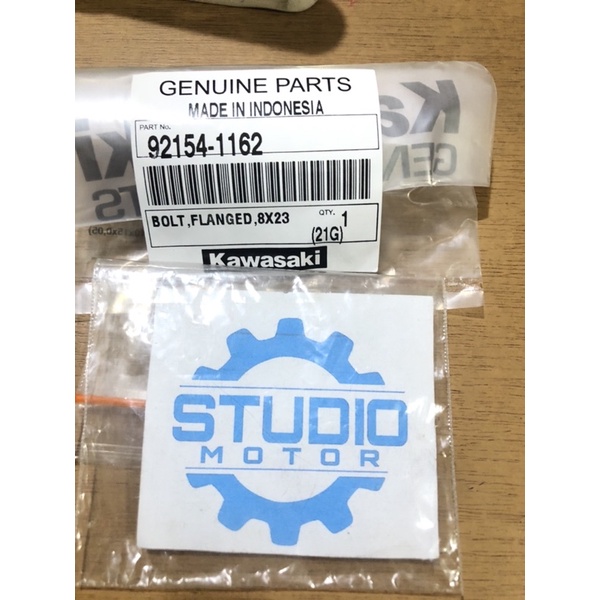 GENUINE PARTS
MADE IN INDONESIA
PART No.
92154-1162
BOLT,FLANGED,8X23
QTY. 1
(21G)
Kawasaki
STUDIO
MOTOR